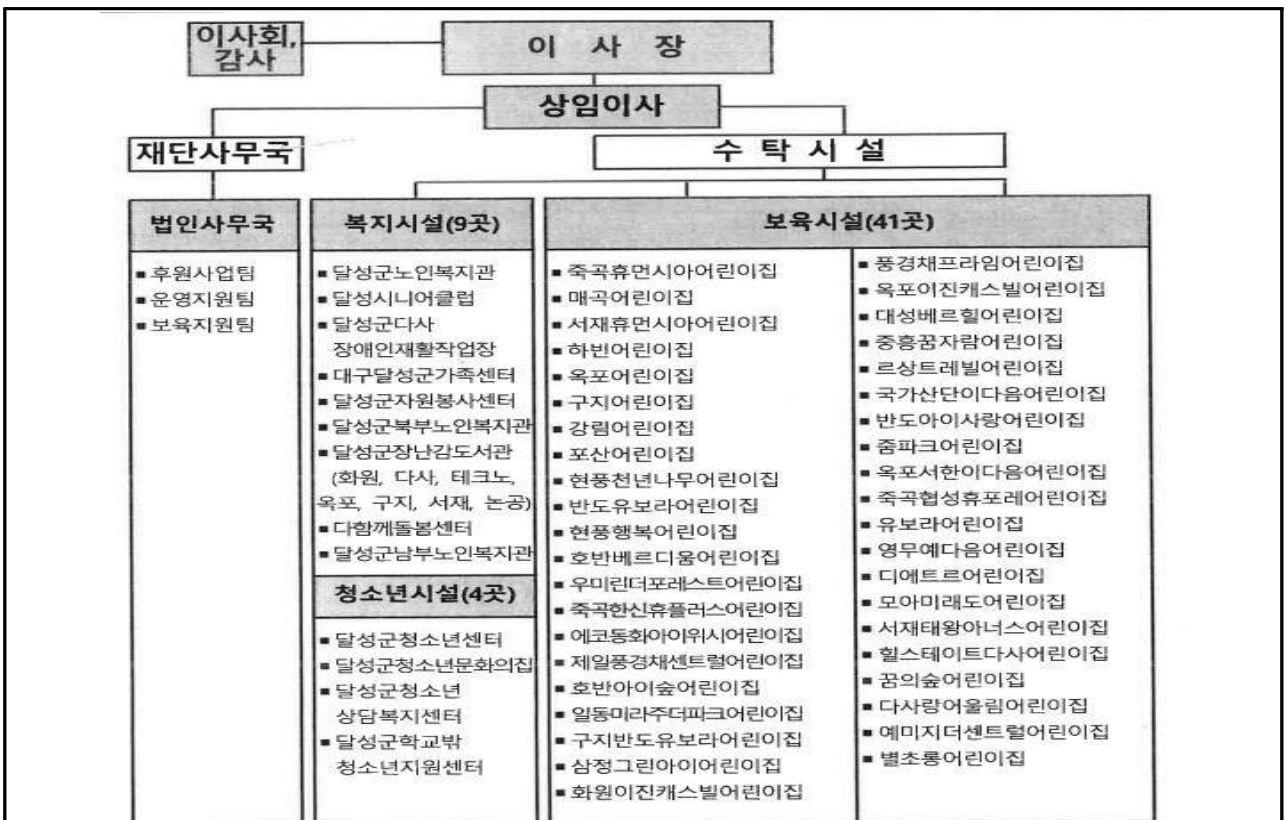 이사회,
감사
이 사 장
상임이사
재단사무국
수 탁 시 설
법인사무국
■ 후원사업팀
■ 운영지원팀
■ 보육지원팀
복지시설(9곳)
■ 달성군노인복지관
■ 달성시니어클럽
■ 달성군다사
장애인재활작업장
■ 대구달성군가족센터
■ 달성군자원봉사센터
■ 달성군북부노인복지관
■ 달성군장난감도서관
(화원, 다사, 테크노,
옥포, 구지, 서재, 논공)
■ 다함께돌봄센터
■ 달성군남부노인복지관
청소년시설(4곳)
■ 달성군청소년센터
■ 달성군청소년문화의집
■ 달성군청소년
상담복지센터
■ 달성군학교밖
청소년지원센터
보육시설(41곳)
■ 죽곡휴먼시아어린이집
■ 매곡어린이집
■ 서재휴먼시아어린이집
■ 하빈어린이집
■ 옥포어린이집
■ 구지어린이집
■ 강림어린이집
■ 포산어린이집
■ 현풍천년나무어린이집
■ 반도유보라어린이집
■ 현풍행복어린이집
■ 호반베르디움어린이집
■ 우미린더포레스트어린이집
■ 죽곡한신휴플러스어린이집
■ 에코동화아이위시어린이집
■ 제일풍경채센트럴어린이집
■ 호반아이숲어린이집
■ 일동미라주더파크어린이집
■ 구지반도유보라어린이집
■ 삼정그린아이어린이집
■ 화원이진캐스빌어린이집
■ 풍경채프라임어린이집
■ 옥포이진캐스빌어린이집
■ 대성베르힐어린이집
■ 중흥꿈자람어린이집
■ 르상트레빌어린이집
■ 국가산단이다음어린이집
■ 반도아이사랑어린이집
■ 줌파크어린이집
■ 옥포서한이다음어린이집
■ 죽곡협성휴포레어린이집
■ 유보라어린이집
■ 영무예다음어린이집
■ 디에트르어린이집
■ 모아미래도어린이집
■ 서재태왕아너스어린이집
■ 힐스테이트다사어린이집
■ 꿈의숲어린이집
■ 다사랑어울림어린이집
■ 예미지더센트럴어린이집
■ 별초롱어린이집